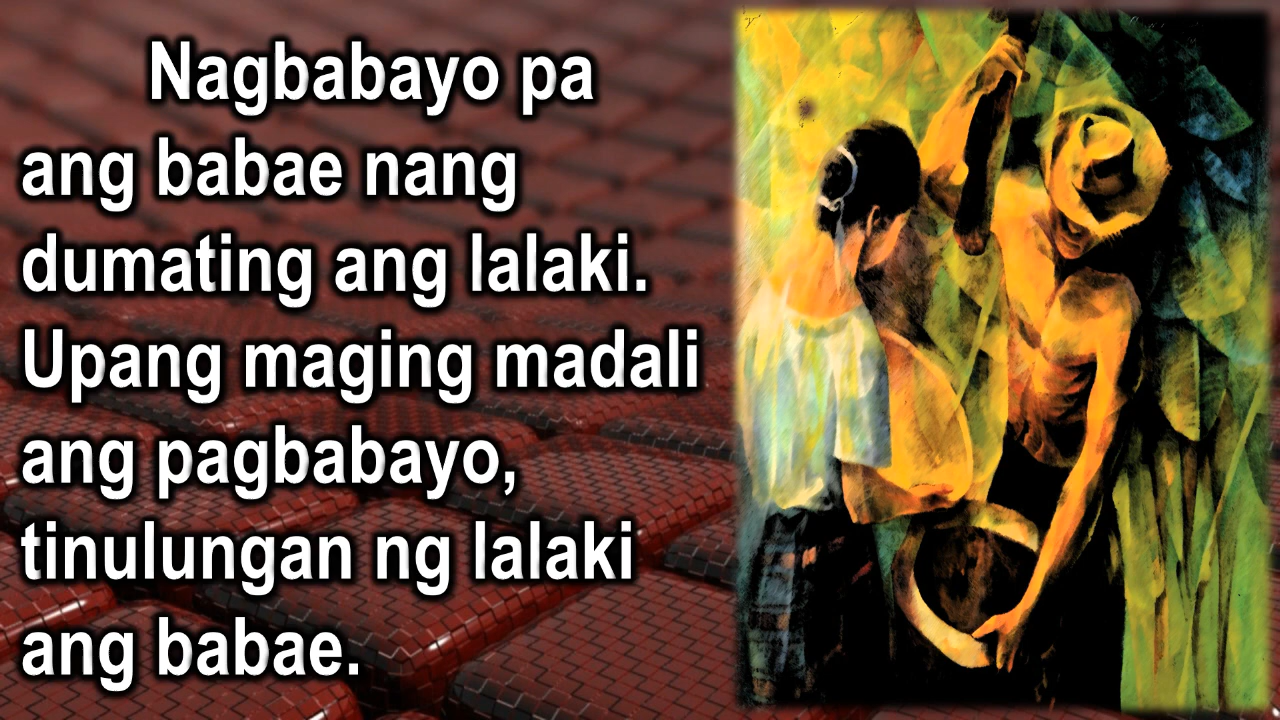 Nagbabayo pa
ang babae nang
dumating ang lalaki.
Upang maging madali
ang pagbabayo,
tinulungan ng lalaki
ang babae.